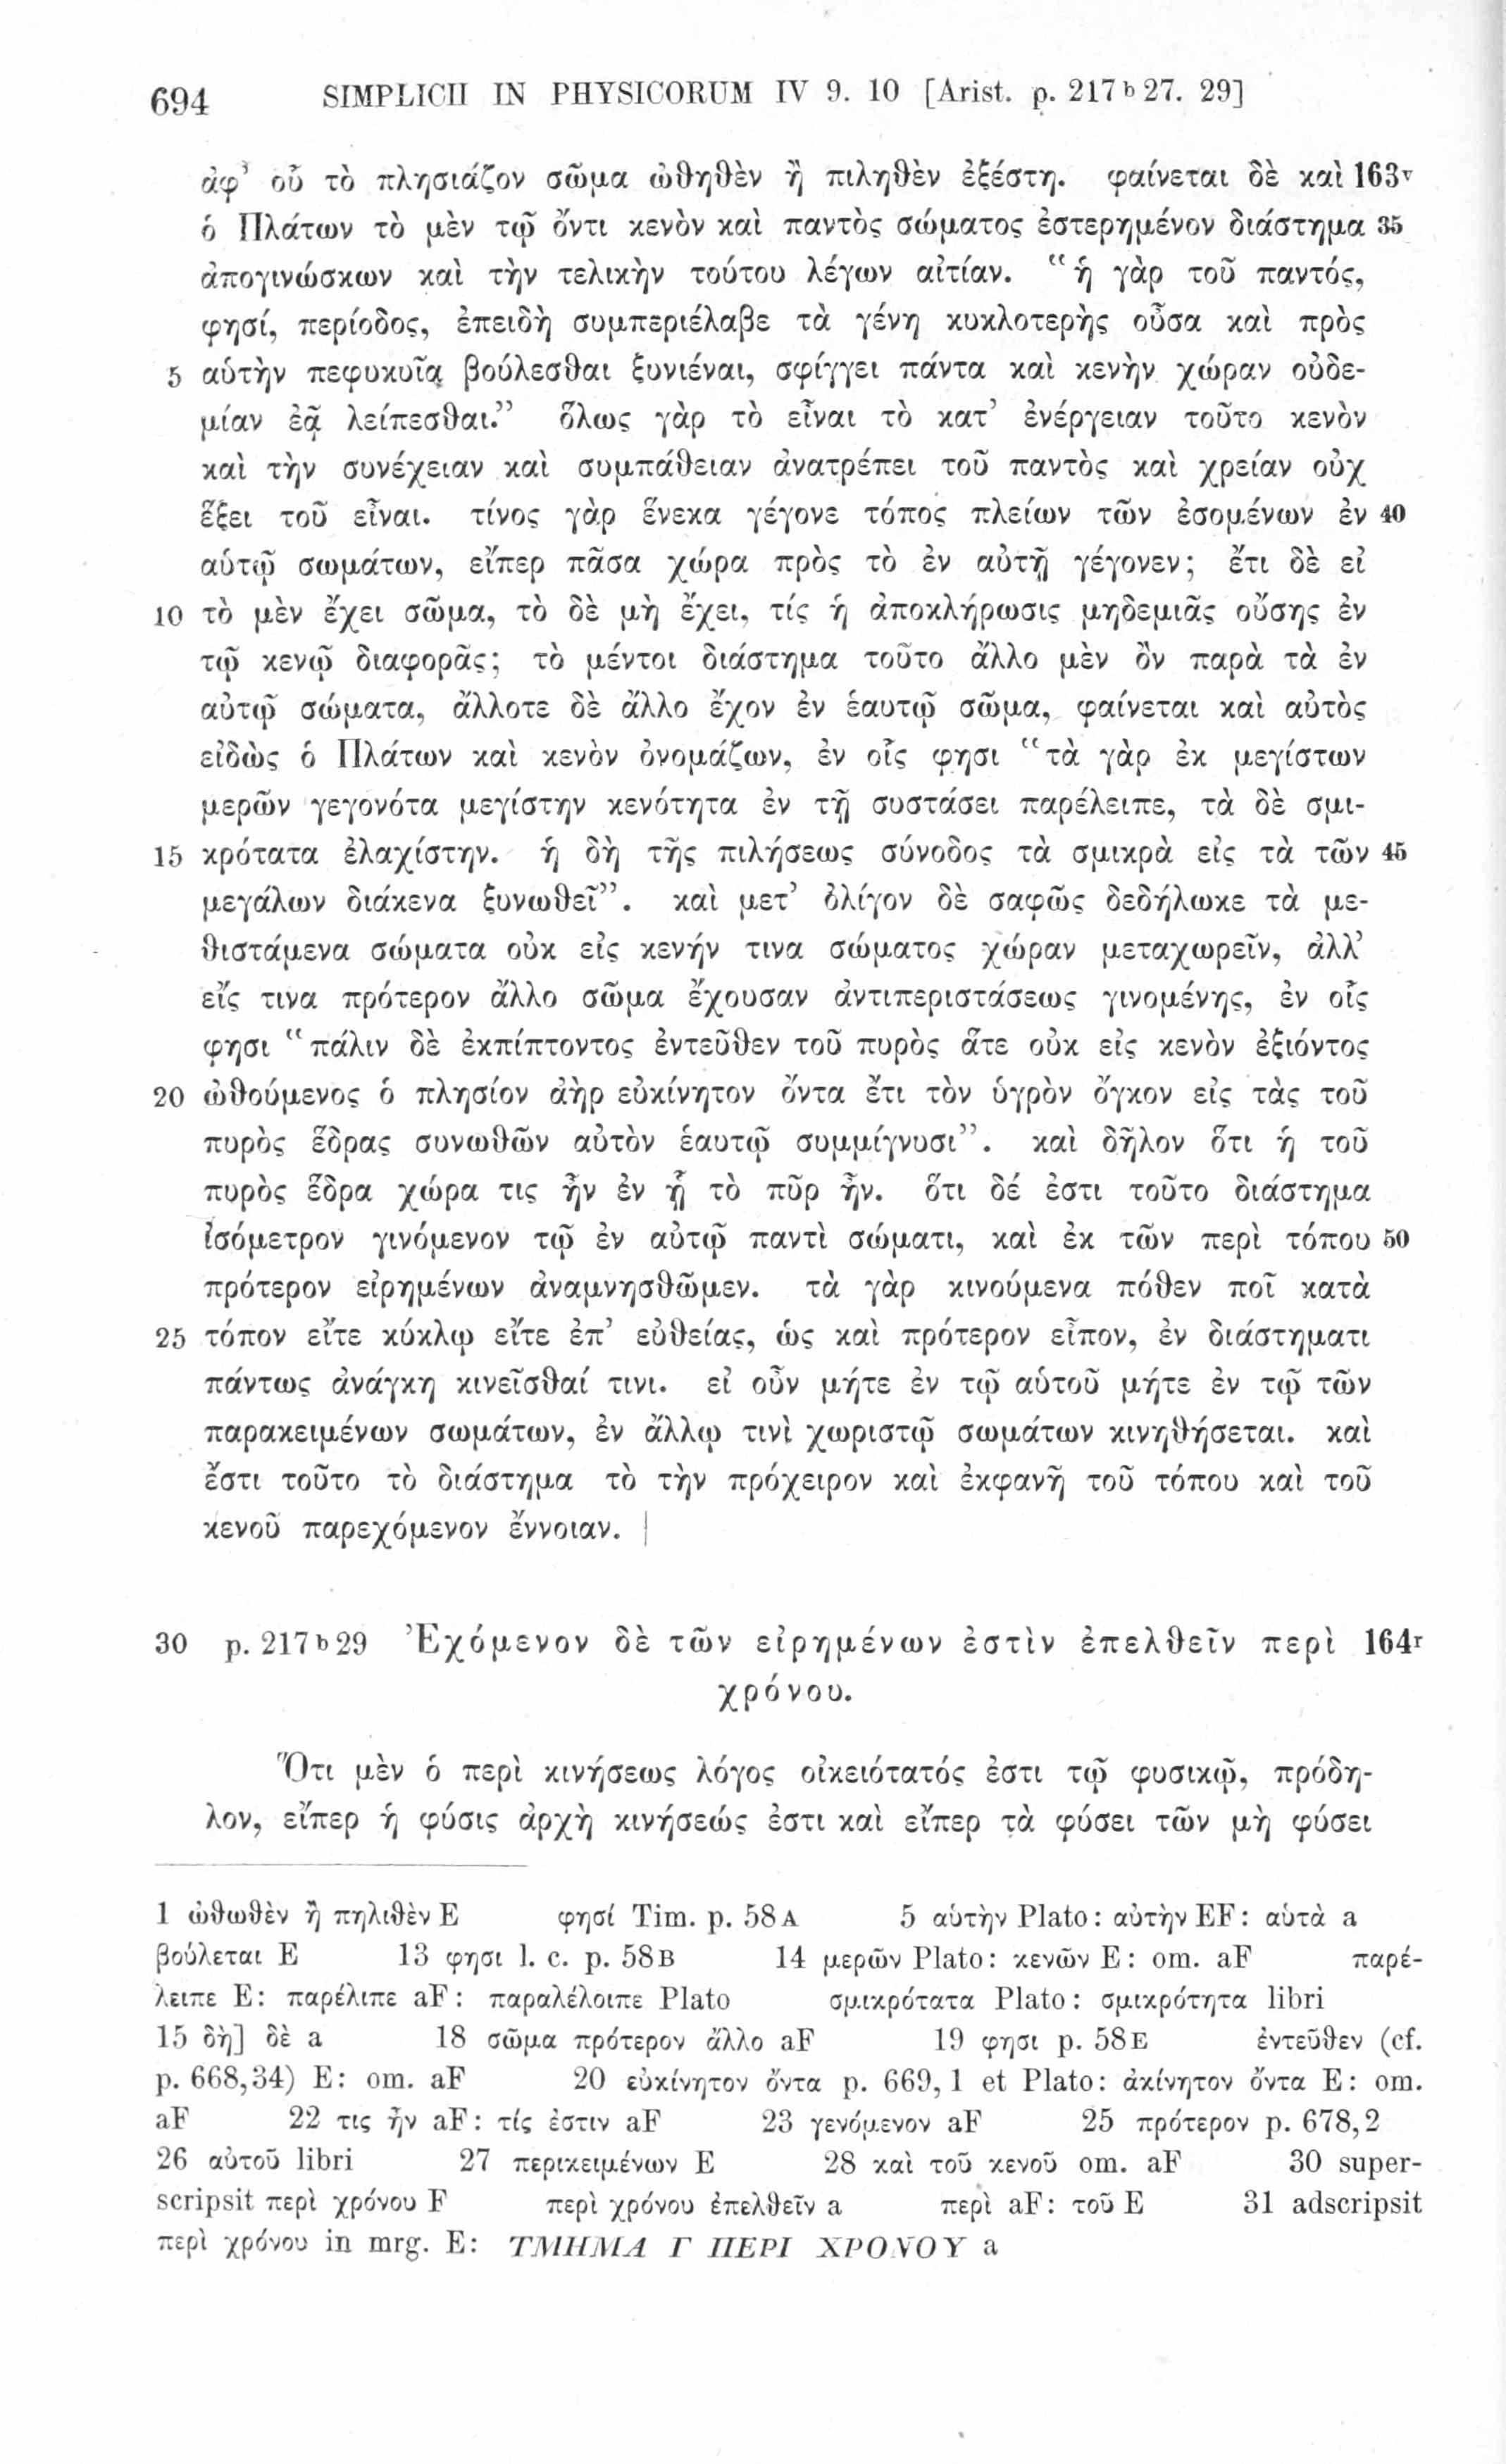 694 SIMPLICII IN PHYSICORUM IV 9. 10 [Arist. p. 217ᵇ27. 29]
ἀφ’ οὗ τὸ πλησιάζον σῶμα ὠθηθὲν ἢ πιληθὲν ἐξέστη. φαίνεται δὲ καὶ 163ᵛ
ὁ Πλάτων τὸ μὲν τῷ ὄντι κενὸν καὶ παντὸς σώματος ἐστερημένον διάστημα 35
ἀπογινώσκων καὶ τὴν τελικὴν τούτου λέγων αἰτίαν. “ἡ γὰρ τοῦ παντός,
φησί, περίοδος, ἐπειδὴ συμπεριέλαβε τὰ γένη κυκλοτερὴς οὖσα καὶ πρὸς
5 αὑτὴν πεφυκυῖᾳ βούλεσθαι ξυνιέναι, σφίγγει πάντα καὶ κενὴν χώραν οὐδε-
μίαν ἐᾷ λείπεσθαι.” ὅλως γὰρ τὸ εἶναι τὸ κατ’ ἐνέργειαν τοῦτο κενὸν
καὶ τὴν συνέχειαν καὶ συμπάθειαν ἀνατρέπει τοῦ παντὸς καὶ χρείαν οὐχ
ἕξει τοῦ εἶναι. τίνος γὰρ ἕνεκα γέγονε τόπος πλείων τῶν ἐσομένων ἐν 40
αὑτῷ σωμάτων, εἴπερ πᾶσα χώρα πρὸς τὸ ἐν αὐτῇ γέγονεν; ἔτι δὲ εἰ
10 τὸ μὲν ἔχει σῶμα, τὸ δὲ μὴ ἔχει, τίς ἡ ἀποκλήρωσις μηδεμιᾶς οὔσης ἐν
τῷ κενῷ διαφορᾶς; τὸ μέντοι διάστημα τοῦτο ἄλλο μὲν ὂν παρὰ τὰ ἐν
αὐτῷ σώματα, ἄλλοτε δὲ ἄλλο ἔχον ἐν ἑαυτῷ σῶμα, φαίνεται καὶ αὐτὸς
εἰδὼς ὁ Πλάτων καὶ κενὸν ὀνομάζων, ἐν οἷς φησι “τὰ γὰρ ἐκ μεγίστων
μερῶν γεγονότα μεγίστην κενότητα ἐν τῇ συστάσει παρέλειπε, τὰ δὲ σμι-
15 κρότατα ἐλαχίστην. ἡ δὴ τῆς πιλήσεως σύνοδος τὰ σμικρὰ εἰς τὰ τῶν 45
μεγάλων διάκενα ξυνωθεῖ”. καὶ μετ’ ὀλίγον δὲ σαφῶς δεδήλωκε τὰ με-
θιστάμενα σώματα οὐκ εἰς κενήν τινα σώματος χώραν μεταχωρεῖν, ἀλλ’
εἴς τινα πρότερον ἄλλο σῶμα ἔχουσαν ἀντιπεριστάσεως γινομένης, ἐν οἷς
φησι “πάλιν δὲ ἐκπίπτοντος ἐντεῦθεν τοῦ πυρὸς ἅτε οὐκ εἰς κενὸν ἐξιόντος
20 ὠθούμενος ὁ πλησίον ἀὴρ εὐκίνητον ὄντα ἔτι τὸν ὑγρὸν ὄγκον εἰς τὰς τοῦ
πυρὸς ἕδρας συνωθῶν αὐτὸν ἑαυτῷ συμμίγνυσι”. καὶ δῆλον ὅτι ἡ τοῦ
πυρὸς ἕδρα χώρα τις ἦν ἐν ᾗ τὸ πῦρ ἦν. ὅτι δέ ἐστι τοῦτο διάστημα
ἰσόμετρον γινόμενον τῷ ἐν αὐτῷ παντὶ σώματι, καὶ ἐκ τῶν περὶ τόπου 50
πρότερον εἰρημένων ἀναμνησθῶμεν. τὰ γὰρ κινούμενα πόθεν ποῖ κατὰ
25 τόπον εἴτε κύκλῳ εἴτε ἐπ’ εὐθείας, ὡς καὶ πρότερον εἶπον, ἐν διάστηματι
πάντως ἀνάγκη κινεῖσθαί τινι. εἰ οὖν μήτε ἐν τῷ αὑτοῦ μήτε ἐν τῷ τῶν
παρακειμένων σωμάτων, ἐν ἄλλῳ τινὶ χωριστῷ σωμάτων κινηθήσεται. καὶ
ἔστι τοῦτο τὸ διάστημα τὸ τὴν πρόχειρον καὶ ἐκφανῆ τοῦ τόπου καὶ τοῦ
κενοῦ παρεχόμενον ἔννοιαν. |
30 p. 217ᵇ29 Ἐχόμενον δὲ τῶν εἰρημένων ἐστὶν ἐπελθεῖν περὶ 164ʳ
χρόνου.
Ὅτι μὲν ὁ περὶ κινήσεως λόγος οἰκειότατός ἐστι τῷ φυσικῷ, πρόδη-
λον, εἴπερ ἡ φύσις ἀρχὴ κινήσεώς ἐστι καὶ εἴπερ τὰ φύσει τῶν μὴ φύσει
1 ὠθωθὲν ἢ πηλιθὲν E φησί Tim. p. 58A 5 αὑτὴν Plato: αὐτὴν EF: αὑτὰ a
βούλεται E 13 φησι l. c. p. 58B 14 μερῶν Plato: κενῶν E: om. aF παρέ-
λειπε E: παρέλιπε aF: παραλέλοιπε Plato σμικρότατα Plato: σμικρότητα libri
15 δὴ] δὲ a 18 σῶμα πρότερον ἄλλο aF 19 φησι p. 58E ἐντεῦθεν (cf.
p. 668,34) E: om. aF 20 εὐκίνητον ὄντα p. 669,1 et Plato: ἀκίνητον ὄντα E: om.
aF 22 τις ἦν aF: τίς ἐστιν aF 23 γενόμενον aF 25 πρότερον p. 678,2
26 αὐτοῦ libri 27 περικειμένων E 28 καὶ τοῦ κενοῦ om. aF 30 super-
scripsit περὶ χρόνου F περὶ χρόνου ἐπελθεῖν a περὶ aF: τοῦ E 31 adscripsit
περὶ χρόνου in mrg. E: ΤΜΗΜΑ Γ ΠΕΡΙ ΧΡΟΝΟΥ a